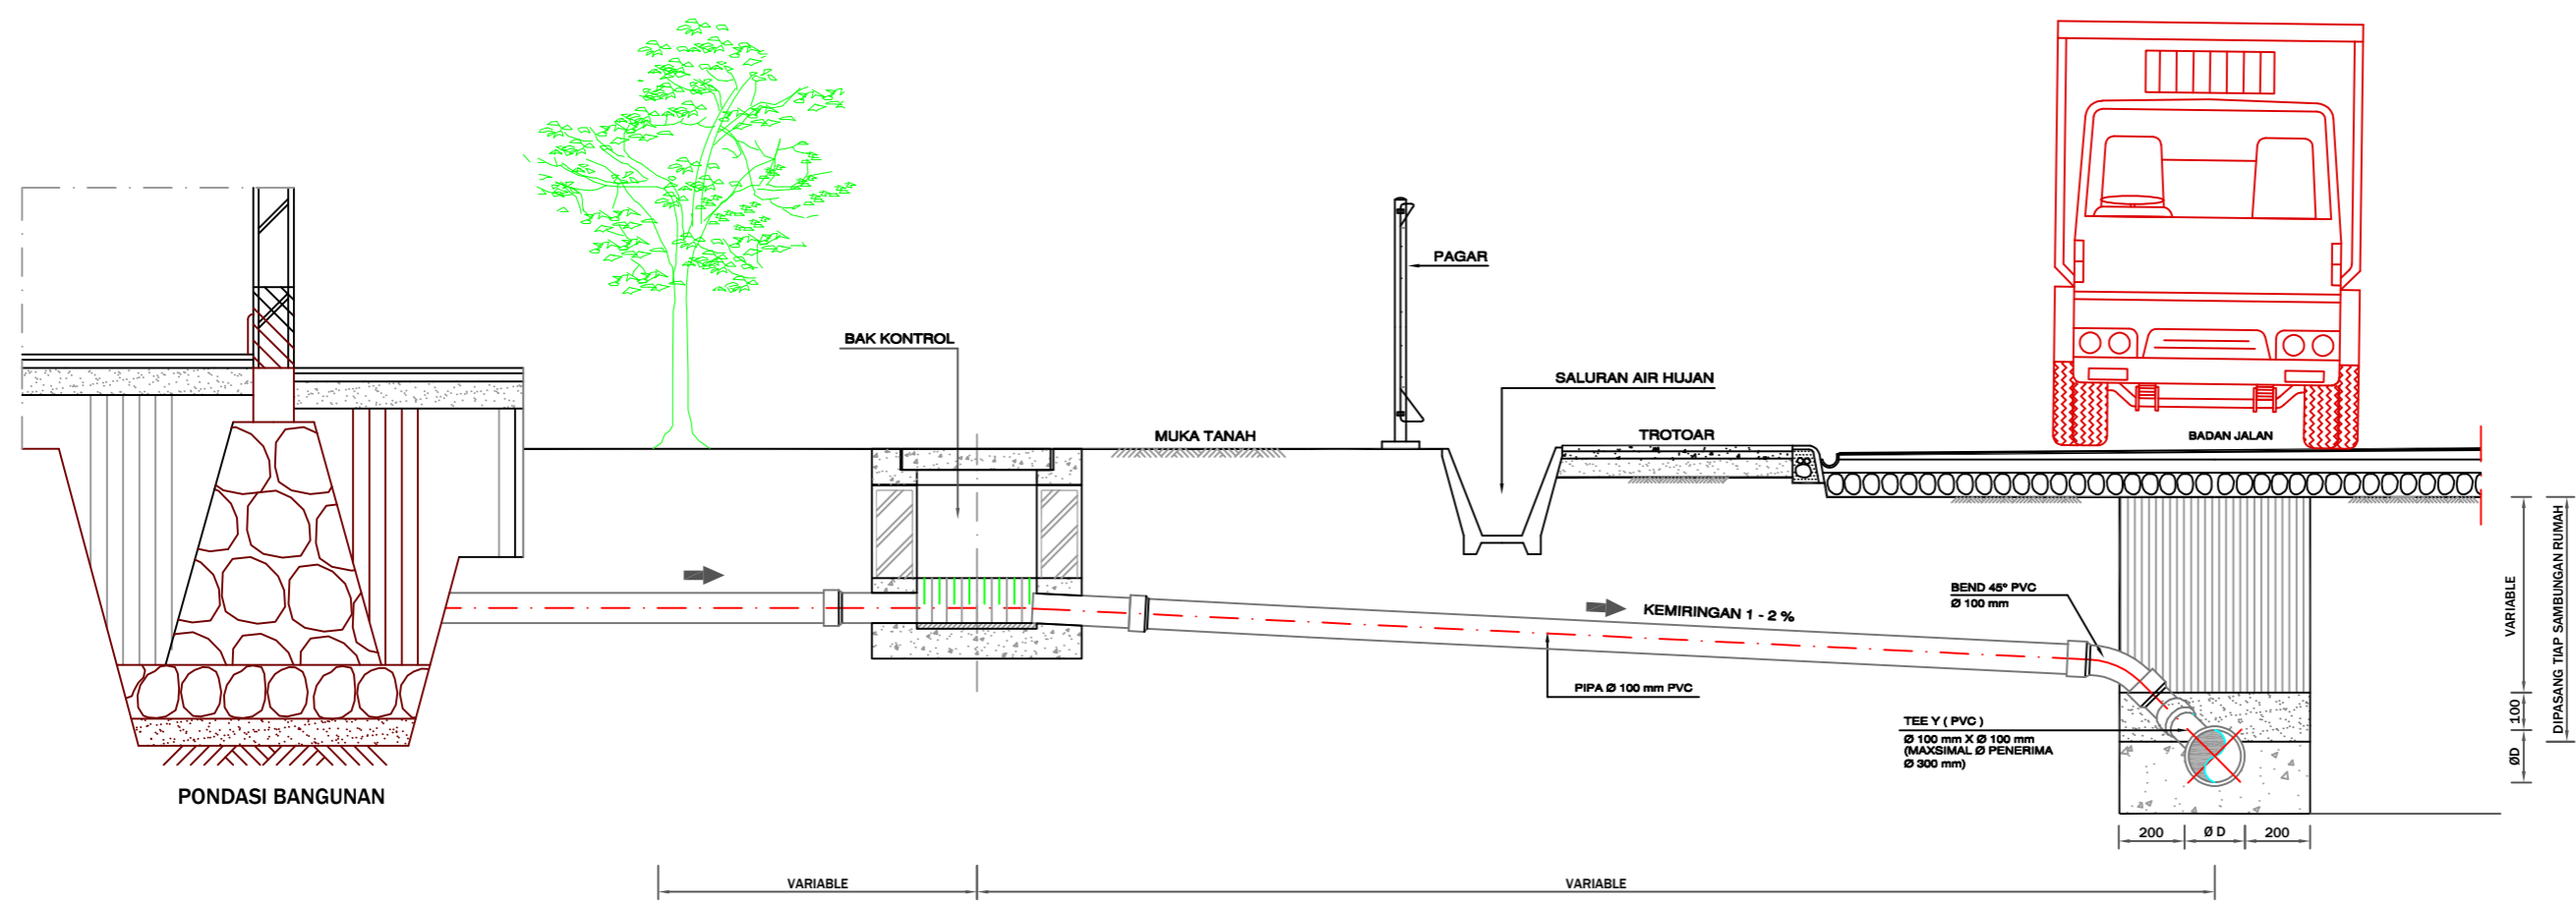 PAGAR
BAK KONTROL
SALURAN AIR HUJAN
MUKA TANAH
TROTOAR
BADAN JALAN
KEMIRINGAN 1 - 2 %
BEND 45° PVC
Ø 100 mm
PIPA Ø 100 mm PVC
TEE Y ( PVC )
Ø 100 mm X Ø 100 mm
(MAXSIMAL Ø PENERIMA
Ø 300 mm)
VARIABLE
100
ØD
DIPASANG TIAP SAMBUNGAN RUMAH
PONDASI BANGUNAN
200
Ø D
200
VARIABLE
VARIABLE